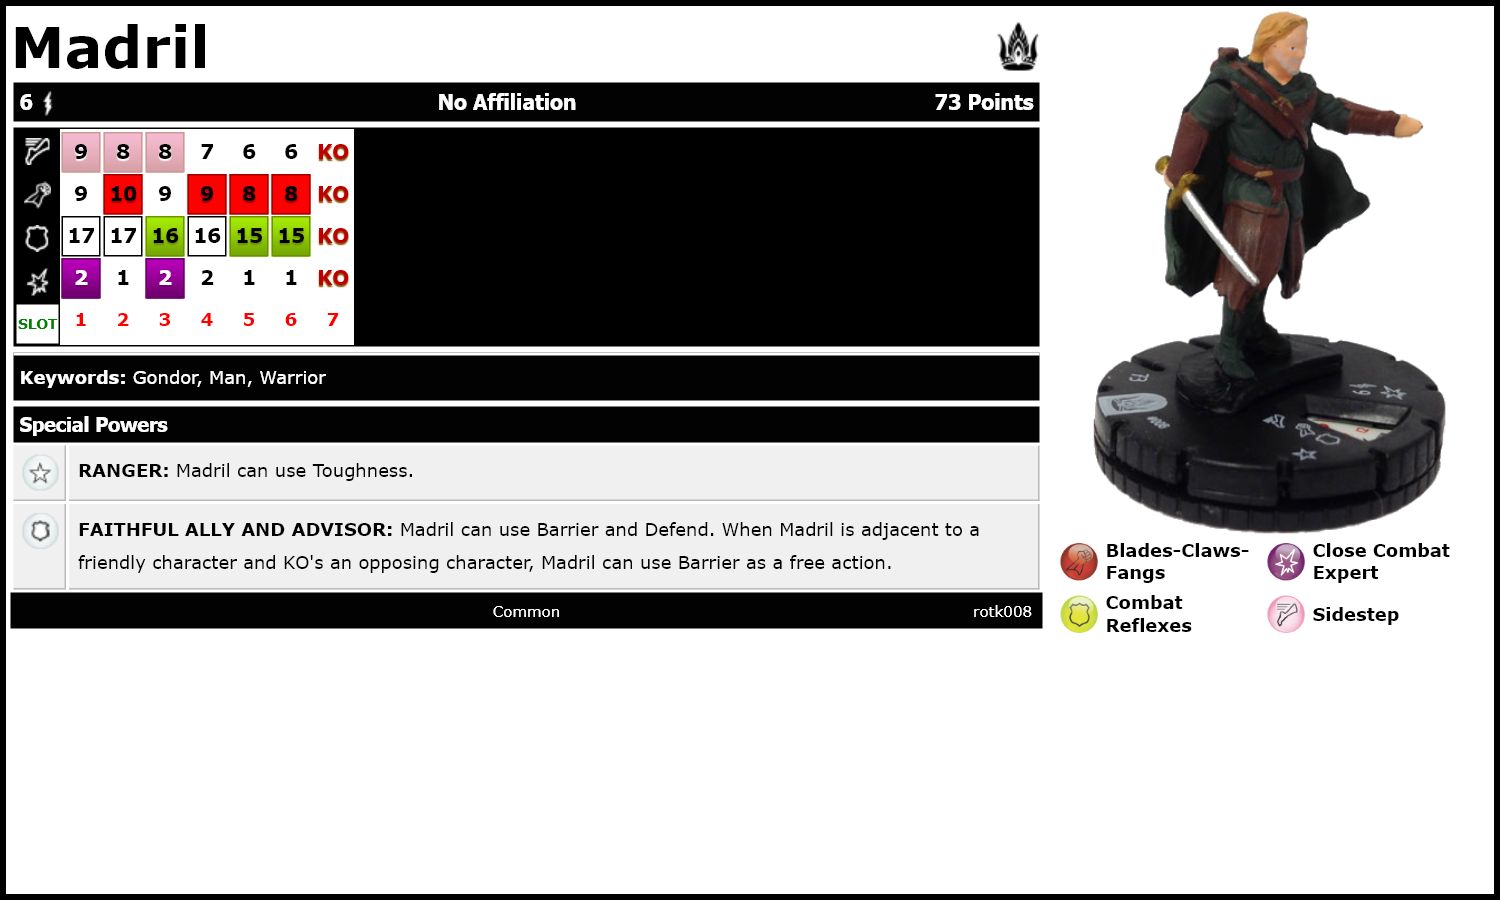 Madril
6 No Affiliation 73 Points
9 8 8 7 6 6 KO
9 10 9 9 8 8 KO
17 17 16 16 15 15 KO
2 1 2 2 1 1 KO
SLOT 1 2 3 4 5 6 7
Keywords: Gondor, Man, Warrior
Special Powers
RANGER: Madril can use Toughness.
FAITHFUL ALLY AND ADVISOR: Madril can use Barrier and Defend. When Madril is adjacent to a
friendly character and KO's an opposing character, Madril can use Barrier as a free action.
Common rotk008
73
#008
6
Blades-Claws-
Fangs
Close Combat
Expert
Combat
Reflexes
Sidestep